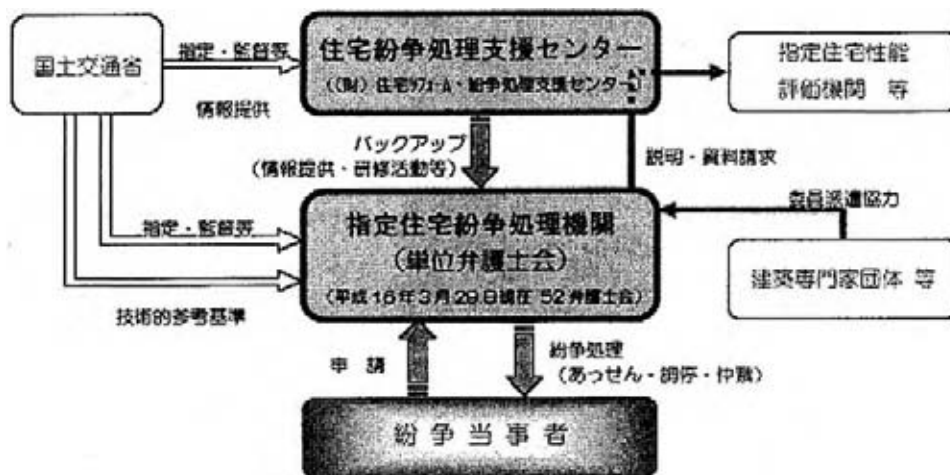 国土交通省
指定・監督等
情報提供
住宅紛争処理支援センター
((財)住宅リフォーム・紛争処理支援センター)
指定住宅性能
評価機関 等
バックアップ
(情報提供・研修活動等)
説明・資料請求
指定・監督等
指定住宅紛争処理機関
(単位弁護士会)
(平成16年3月29日現在 52弁護士会)
委員派遣協力
建築専門家団体 等
技術的参考基準
申 請
紛争処理
(あっせん・調停・仲裁)
紛 争 当 事 者